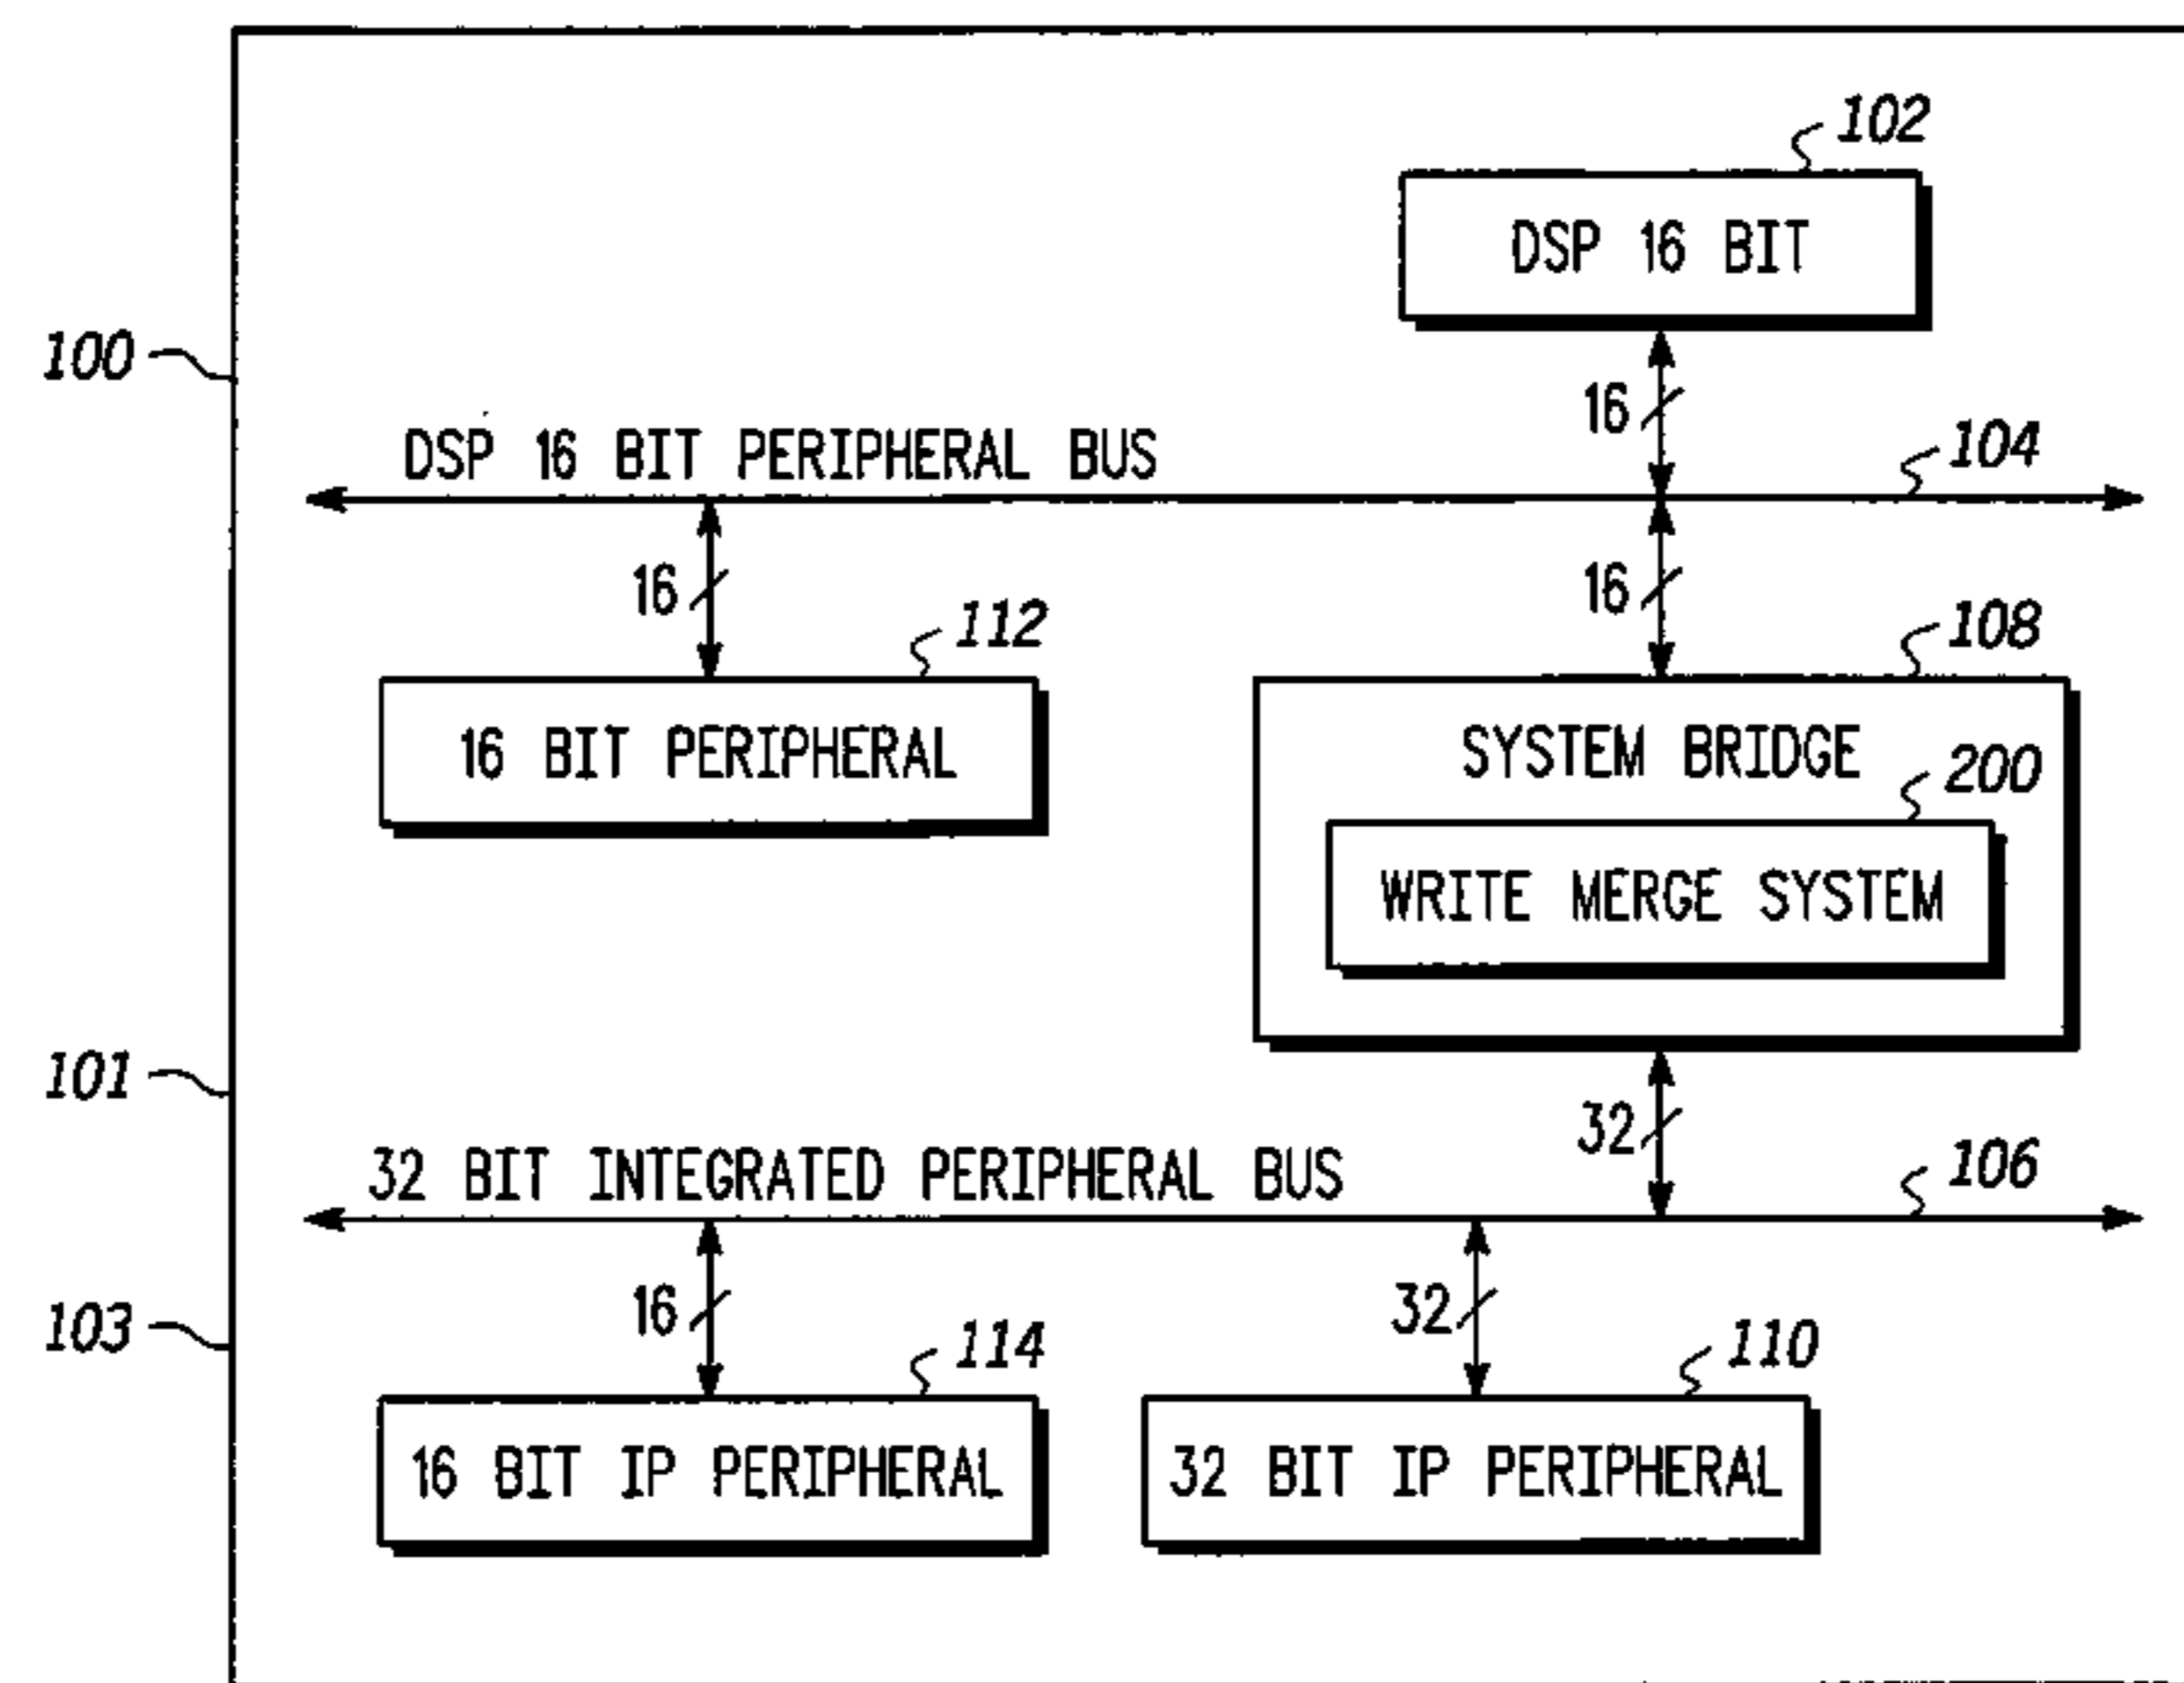 102
DSP 16 BIT
100
16
104
DSP 16 BIT PERIPHERAL BUS
16
16
112
108
16 BIT PERIPHERAL
SYSTEM BRIDGE
200
WRITE MERGE SYSTEM
101
32
106
32 BIT INTEGRATED PERIPHERAL BUS
103
16
32
114
110
16 BIT IP PERIPHERAL
32 BIT IP PERIPHERAL